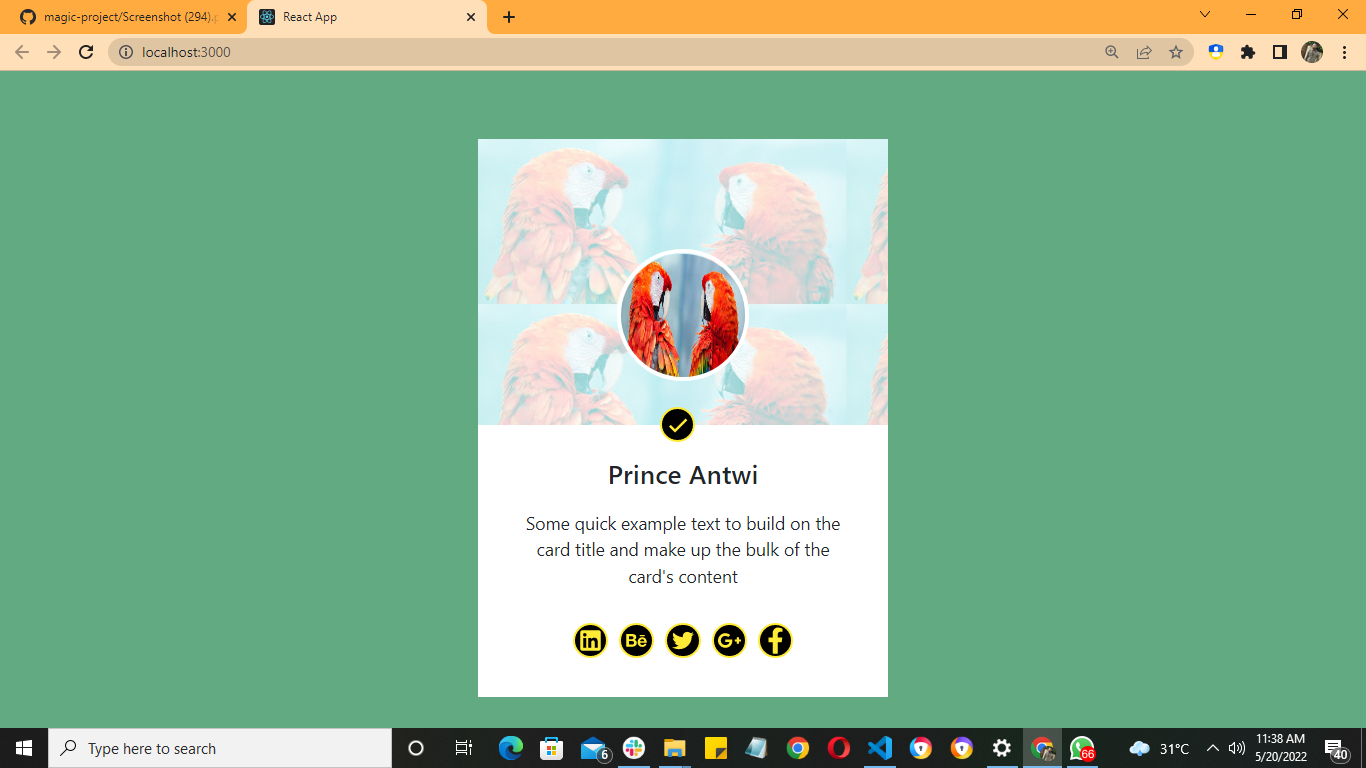 magic-project/Screenshot (294).p
React App
localhost:3000
Prince Antwi
Some quick example text to build on the
card title and make up the bulk of the
card's content
in
Bē
G+
f
Type here to search
6
66
31°C
11:38 AM
5/20/2022
40